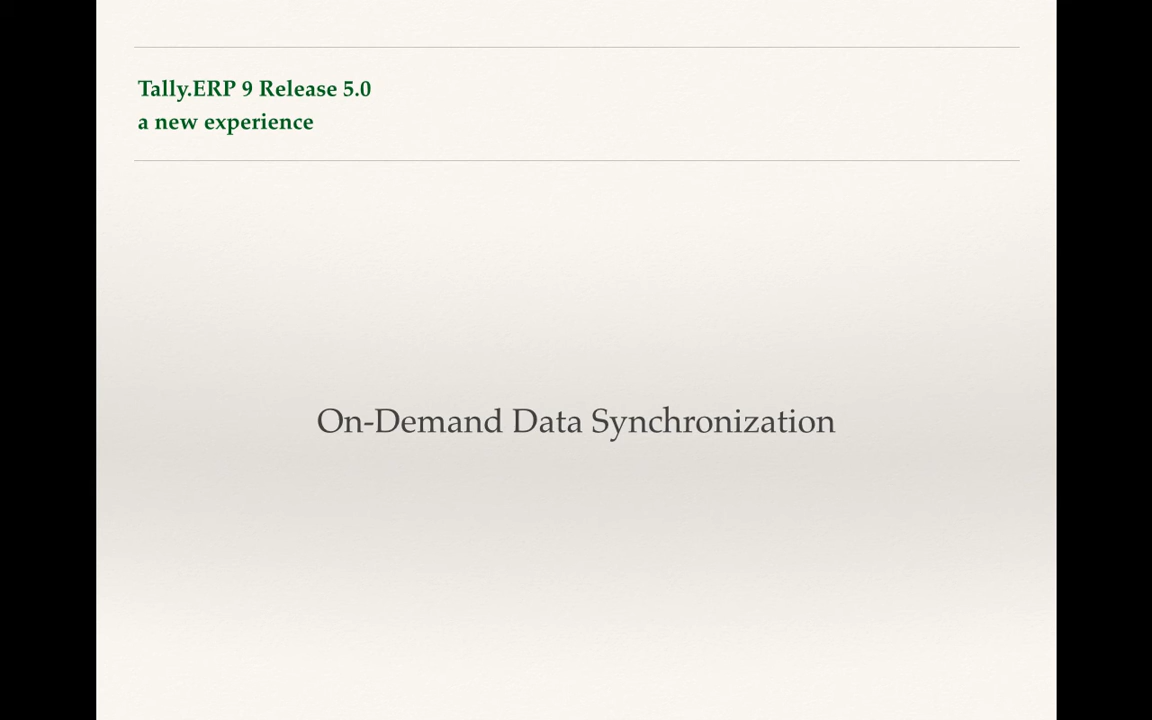 Tally.ERP 9 Release 5.0
a new experience
On-Demand Data Synchronization